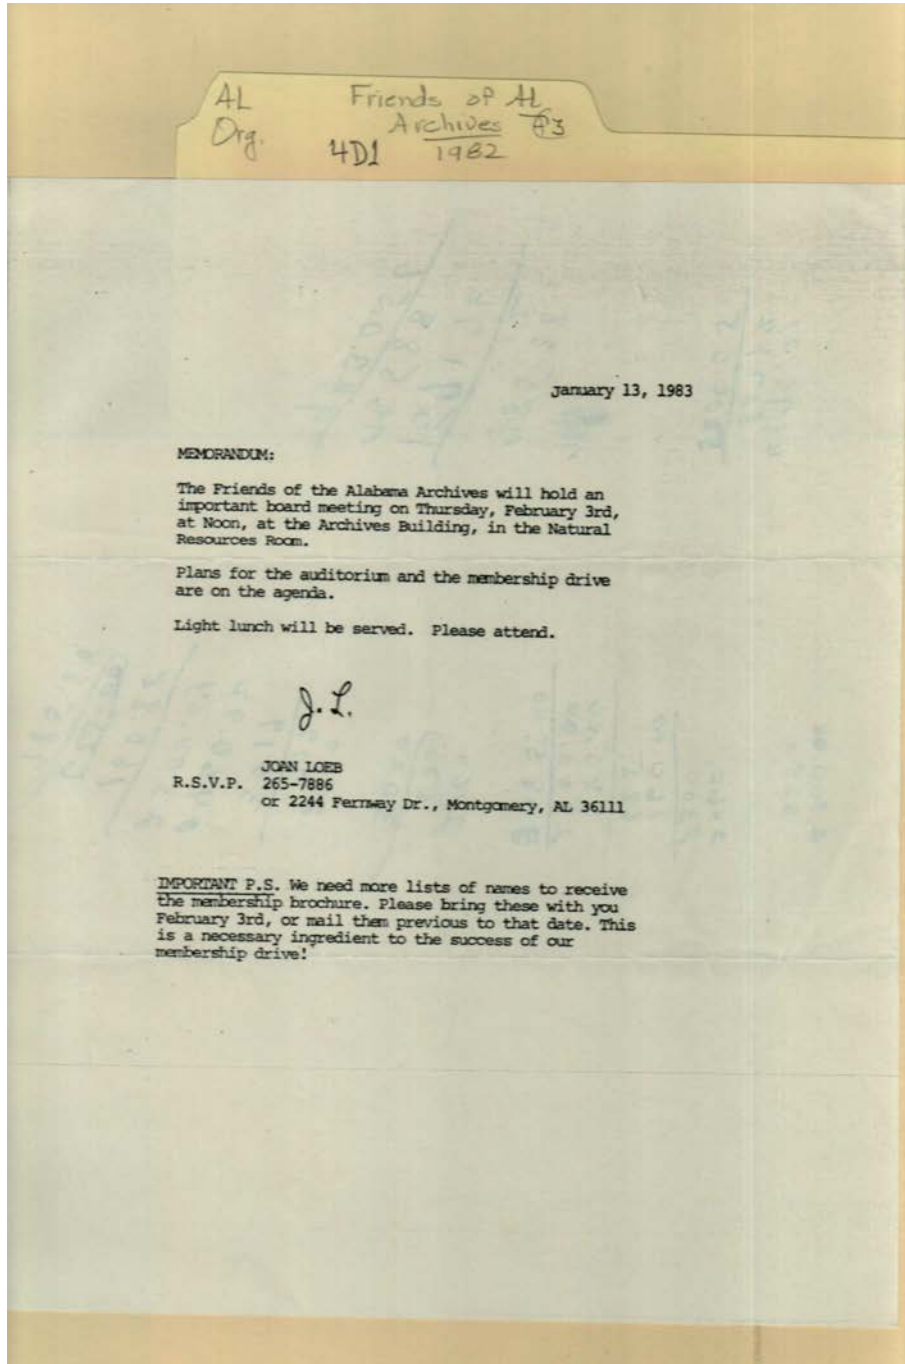 AL
Org.
Friends of AL
Archives
4D1 1982
January 13, 1983
MEMORANDUM:
The Friends of the Alabama Archives will hold an
important board meeting on Thursday, February 3rd,
at Noon, at the Archives Building, in the Natural
Resources Room.
Plans for the auditorium and the membership drive
are on the agenda.
Light lunch will be served. Please attend.
J.L.
JOAN LOEB
R.S.V.P. 265-7886
or 2244 Fernway Dr., Montgomery, AL 36111
IMPORTANT P.S. We need more lists of names to receive
the membership brochure. Please bring these with you
February 3rd, or mail them previous to that date. This
is a necessary ingredient to the success of our
membership drive!